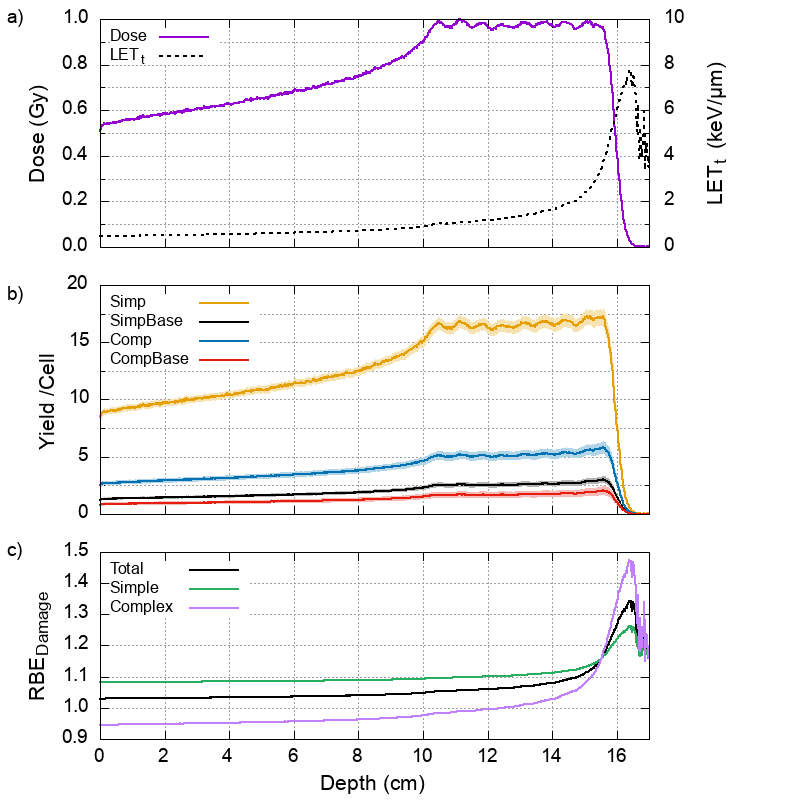 a)
1.0
0.8
0.6
0.4
0.2
0.0
Dose (Gy)
Dose
LETt
10
8
6
4
2
0
LETt (keV/μm)
b)
20
15
10
5
0
Yield /Cell
Simp
SimpBase
Comp
CompBase
c)
1.5
1.4
1.3
1.2
1.1
1.0
0.9
RBEDamage
Total
Simple
Complex
0 2 4 6 8 10 12 14 16
Depth (cm)